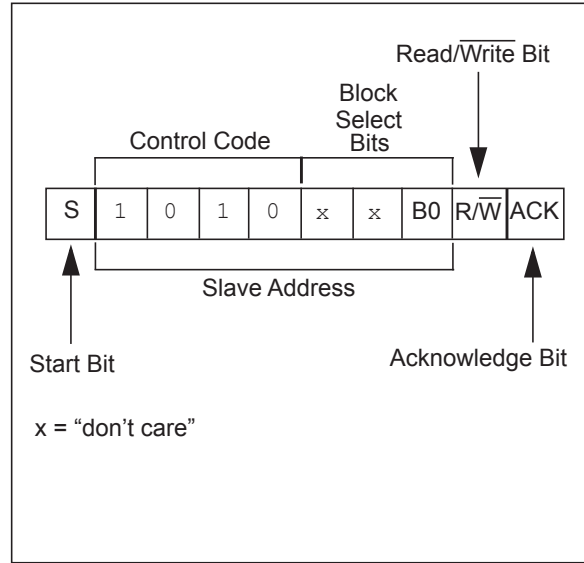 Read/Write Bit
Block
Select
Bits
Control Code
S 1 0 1 0 x x B0 R/W ACK
Slave Address
Start Bit
Acknowledge Bit
x = “don’t care”